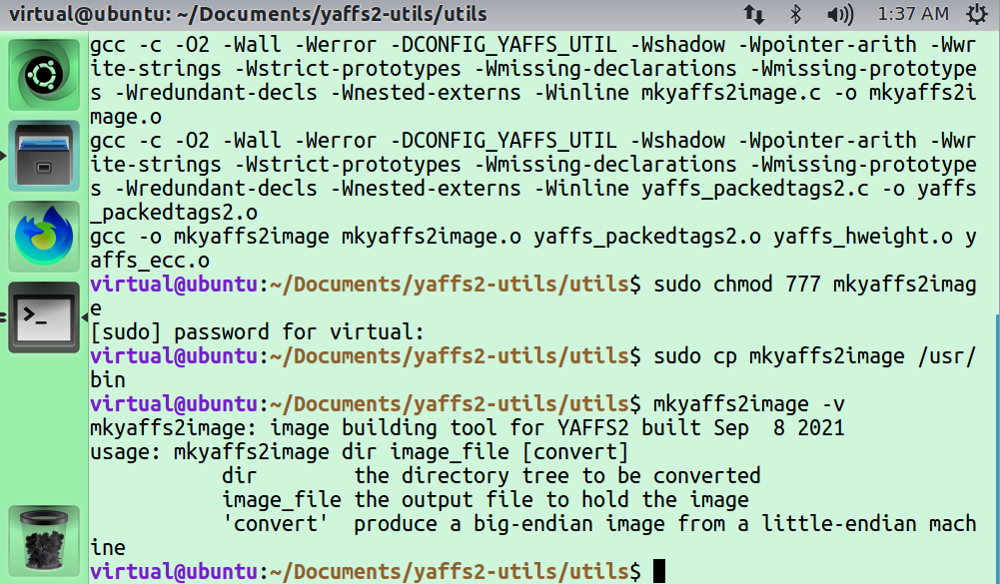 virtual@ubuntu: ~/Documents/yaffs2-utils/utils 1:37 AM
gcc -c -O2 -Wall -Werror -DCONFIG_YAFFS_UTIL -Wshadow -Wpointer-arith -Wwr
ite-strings -Wstrict-prototypes -Wmissing-declarations -Wmissing-prototype
s -Wredundant-decls -Wnested-externs -Winline mkyaffs2image.c -o mkyaffs2i
mage.o
gcc -c -O2 -Wall -Werror -DCONFIG_YAFFS_UTIL -Wshadow -Wpointer-arith -Wwr
ite-strings -Wstrict-prototypes -Wmissing-declarations -Wmissing-prototype
s -Wredundant-decls -Wnested-externs -Winline yaffs_packedtags2.c -o yaffs
_packedtags2.o
gcc -o mkyaffs2image mkyaffs2image.o yaffs_packedtags2.o yaffs_hweight.o y
affs_ecc.o
virtual@ubuntu:~/Documents/yaffs2-utils/utils$ sudo chmod 777 mkyaffs2imag
e
[sudo] password for virtual:
virtual@ubuntu:~/Documents/yaffs2-utils/utils$ sudo cp mkyaffs2image /usr/
bin
virtual@ubuntu:~/Documents/yaffs2-utils/utils$ mkyaffs2image -v
mkyaffs2image: image building tool for YAFFS2 built Sep  8 2021
usage: mkyaffs2image dir image_file [convert]
           dir        the directory tree to be converted
           image_file the output file to hold the image
           'convert'  produce a big-endian image from a little-endian mach
ine
virtual@ubuntu:~/Documents/yaffs2-utils/utils$